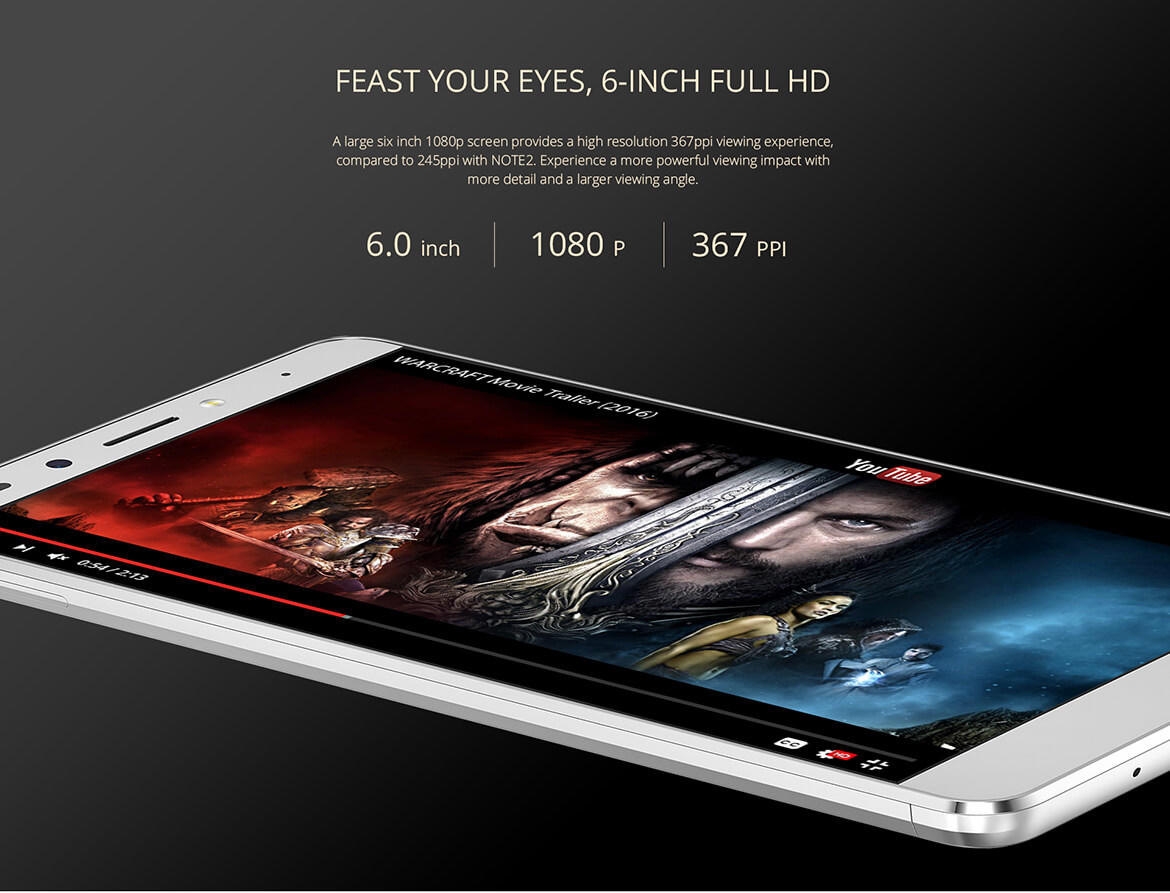 FEAST YOUR EYES, 6-INCH FULL HD
A large six inch 1080p screen provides a high resolution 367ppi viewing experience,
compared to 245ppi with NOTE2. Experience a more powerful viewing impact with
more detail and a larger viewing angle.
6.0 inch
1080 P
367 PPI
WARCRAFT Movie Tralier (2016)
YouTube
0:54 / 2:13
CC
HD